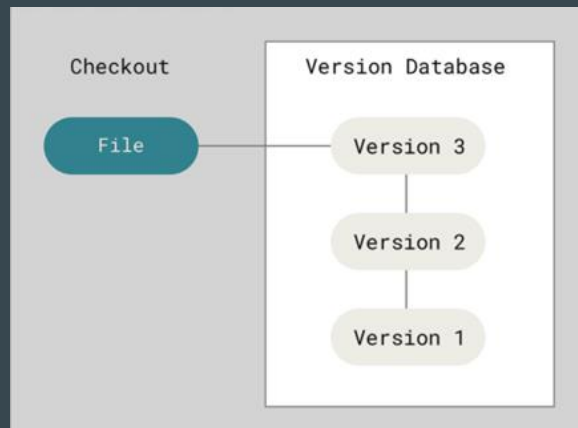 Checkout
Version Database
File
Version 3
Version 2
Version 1